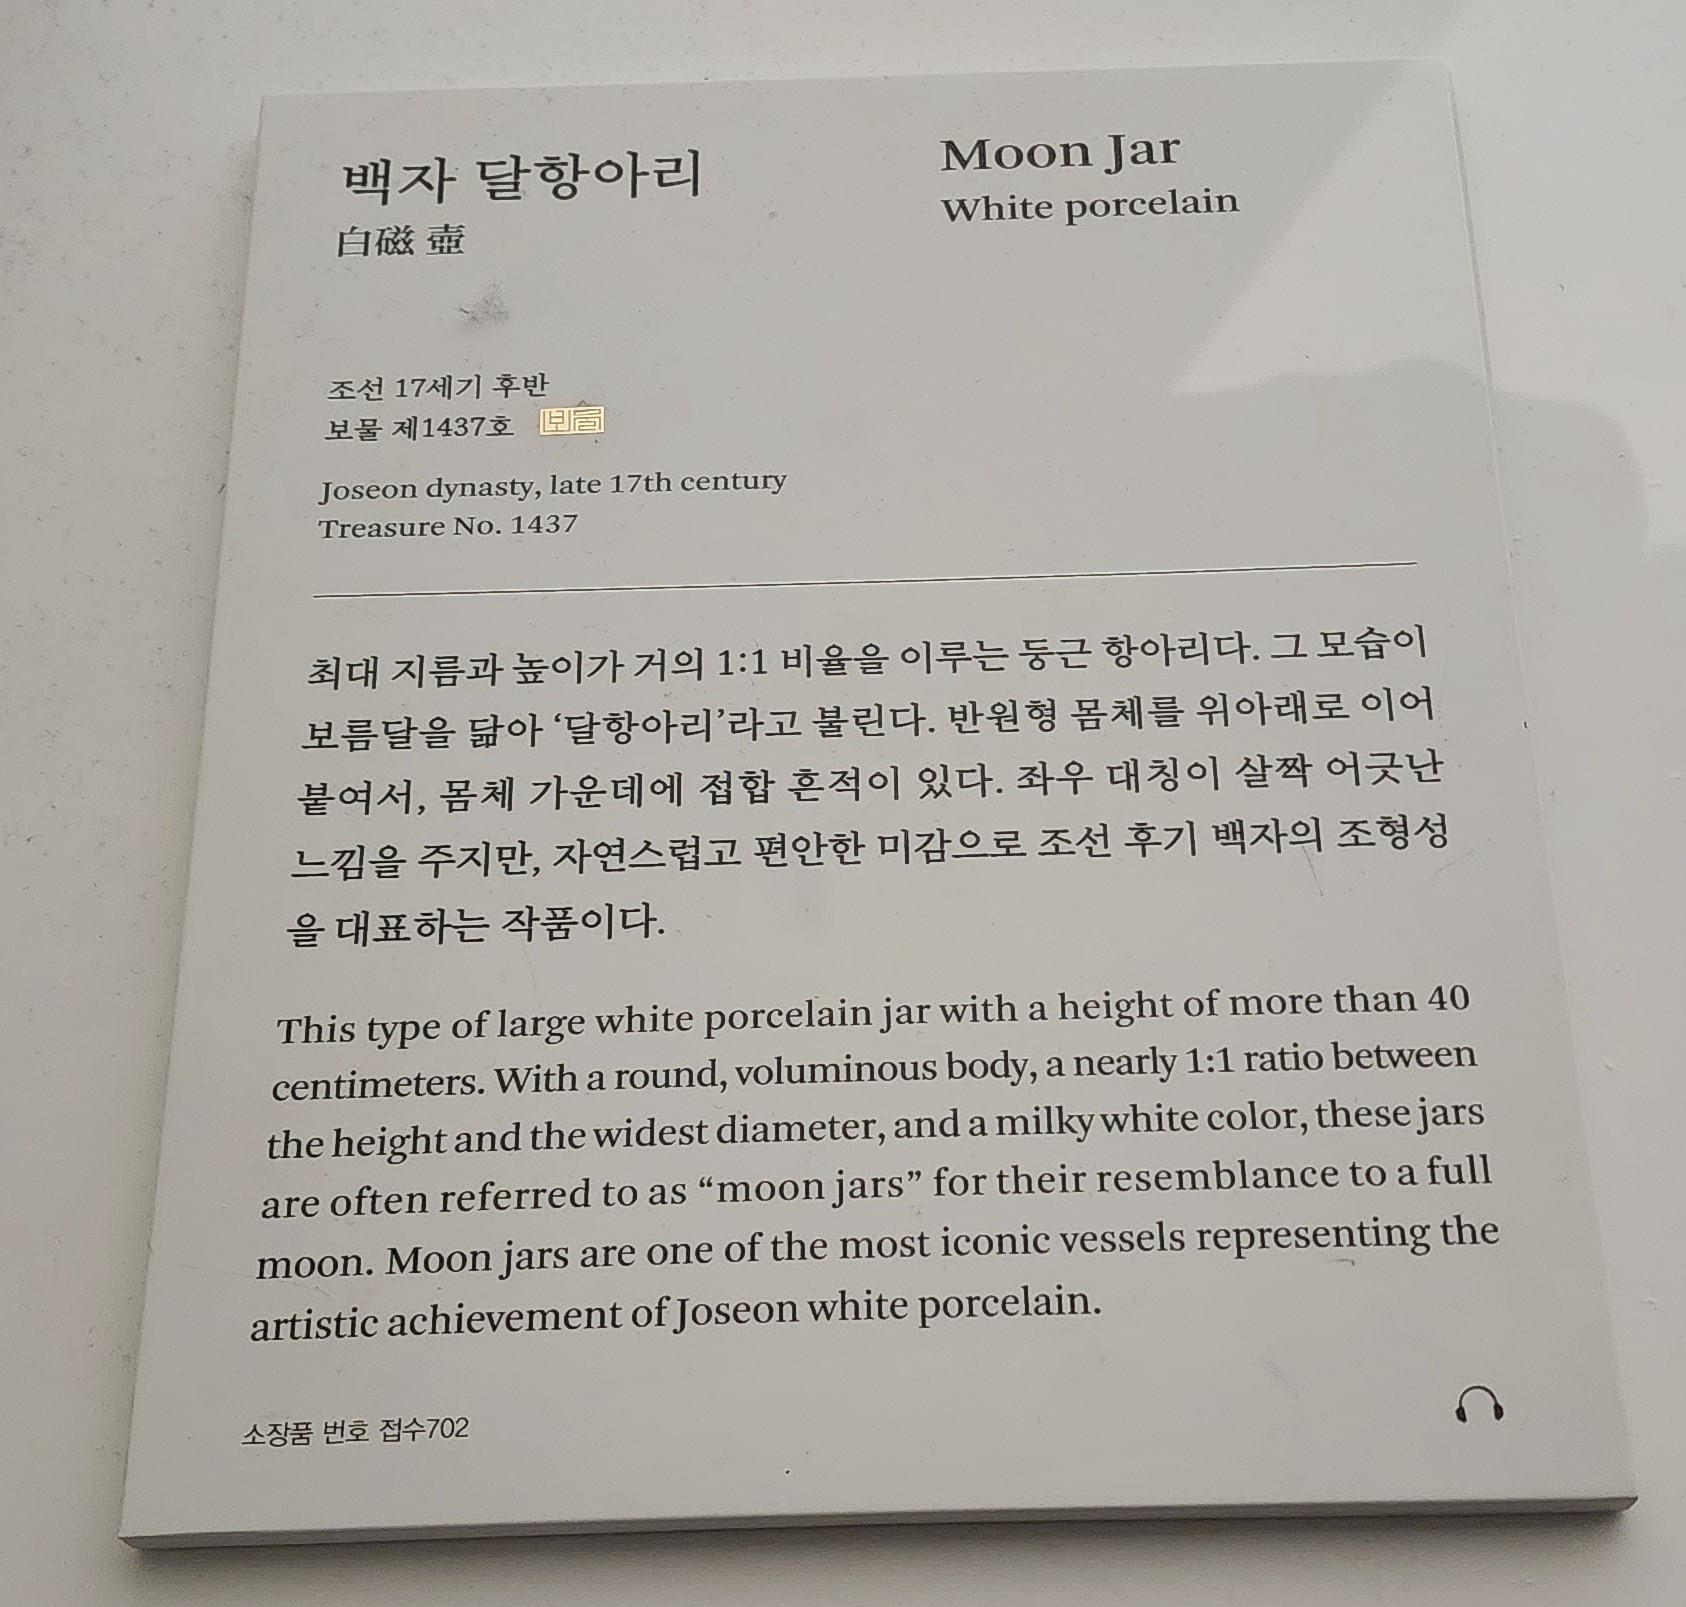 백자 달항아리
白磁 壺
Moon Jar
White porcelain
조선 17세기 후반
보물 제1437호 보물
Joseon dynasty, late 17th century
Treasure No. 1437
최대 지름과 높이가 거의 1:1 비율을 이루는 둥근 항아리다. 그 모습이
보름달을 닮아 ‘달항아리’라고 불린다. 반원형 몸체를 위아래로 이어
붙여서, 몸체 가운데에 접합 흔적이 있다. 좌우 대칭이 살짝 어긋난
느낌을 주지만, 자연스럽고 편안한 미감으로 조선 후기 백자의 조형성
을 대표하는 작품이다.
This type of large white porcelain jar with a height of more than 40
centimeters. With a round, voluminous body, a nearly 1:1 ratio between
the height and the widest diameter, and a milky white color, these jars
are often referred to as “moon jars” for their resemblance to a full
moon. Moon jars are one of the most iconic vessels representing the
artistic achievement of Joseon white porcelain.
소장품 번호 접수702